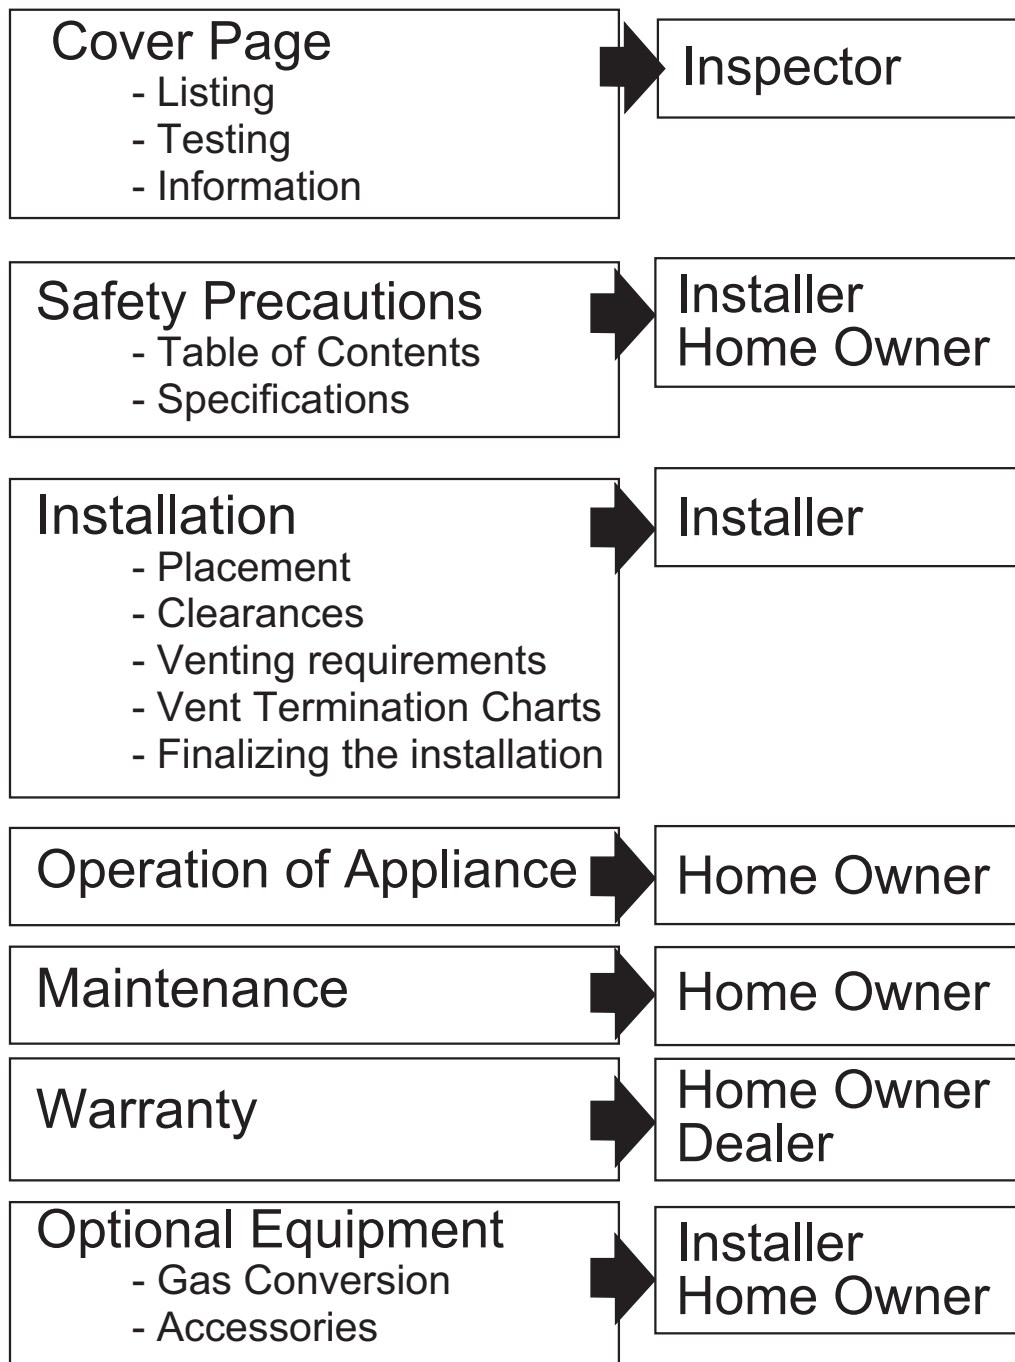 Cover Page
- Listing
- Testing
- Information
Inspector
Safety Precautions
- Table of Contents
- Specifications
Installer
Home Owner
Installation
- Placement
- Clearances
- Venting requirements
- Vent Termination Charts
- Finalizing the installation
Installer
Operation of Appliance
Home Owner
Maintenance
Home Owner
Warranty
Home Owner
Dealer
Optional Equipment
- Gas Conversion
- Accessories
Installer
Home Owner